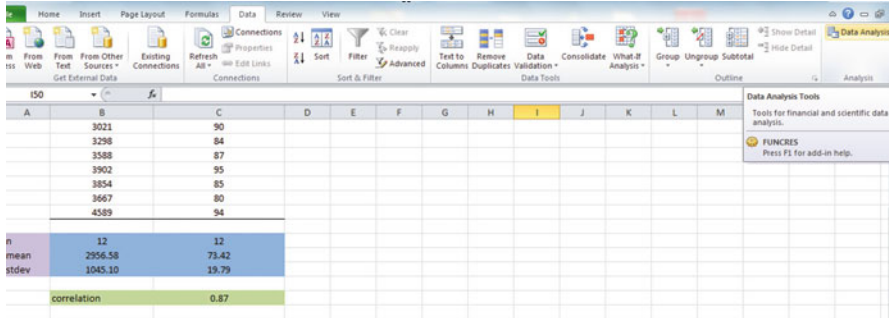 Home Insert Page Layout Formulas Data Review View
From Web
From Text
From Other Sources
Existing Connections
Refresh All
Connections
Properties
Edit Links
Sort
Filter
Clear
Reapply
Advanced
Text to Columns
Remove Duplicates
Data Validation
Consolidate
What-If Analysis
Group
Ungroup
Subtotal
Show Detail
Hide Detail
Data Analysis
Get External Data Connections Sort & Filter Data Tools Outline Analysis
I50 fx
A B C D E F G H I J K L M
Data Analysis Tools
Tools for financial and scientific data
analysis.
FUNCRES
Press F1 for add-in help.
3021 90
3298 84
3588 87
3902 95
3854 85
3667 80
4589 94
n 12 12
mean 2956.58 73.42
stdev 1045.10 19.79
correlation 0.87